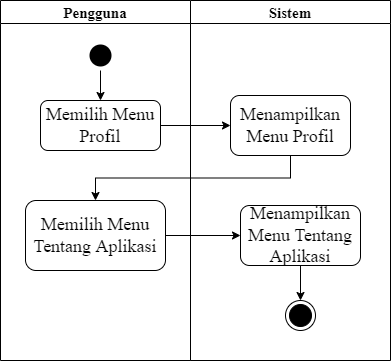 Pengguna
Sistem
Memilih Menu
Profil
Menampilkan
Menu Profil
Memilih Menu
Tentang Aplikasi
Menampilkan
Menu Tentang
Aplikasi